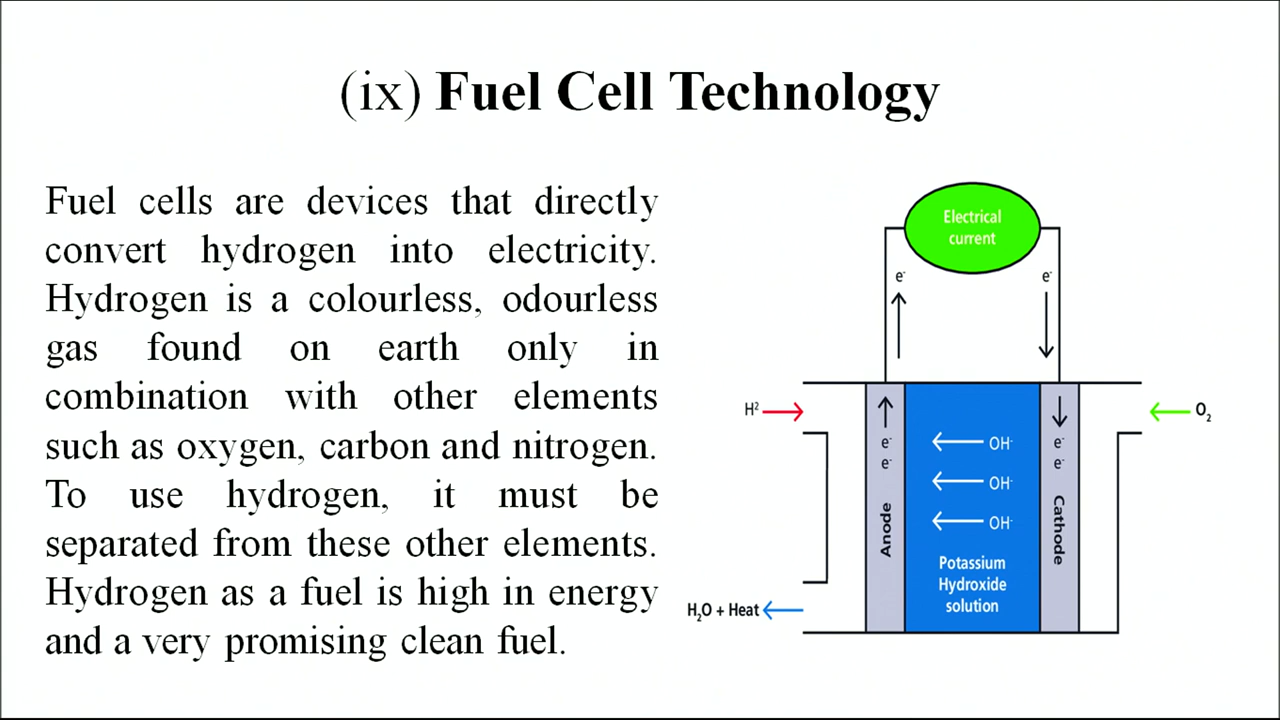 (ix) Fuel Cell Technology
Fuel cells are devices that directly
convert hydrogen into electricity.
Hydrogen is a colourless, odourless
gas found on earth only in
combination with other elements
such as oxygen, carbon and nitrogen.
To use hydrogen, it must be
separated from these other elements.
Hydrogen as a fuel is high in energy
and a very promising clean fuel.
Electrical
current
e⁻
e⁻
H²
O₂
e⁻
e⁻
OH⁻
OH⁻
OH⁻
e⁻
e⁻
Anode
Cathode
Potassium
Hydroxide
solution
H₂O + Heat